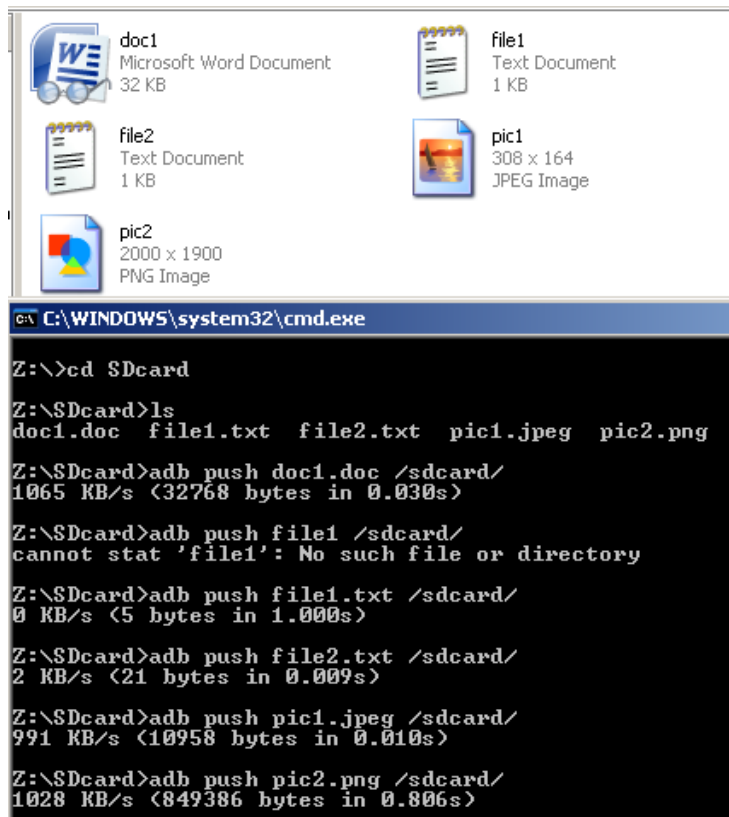 doc1
Microsoft Word Document
32 KB
file1
Text Document
1 KB
file2
Text Document
1 KB
pic1
308 x 164
JPEG Image
pic2
2000 x 1900
PNG Image
C:\WINDOWS\system32\cmd.exe
Z:\>cd SDcard
Z:\SDcard>ls
doc1.doc  file1.txt  file2.txt  pic1.jpeg  pic2.png
Z:\SDcard>adb push doc1.doc /sdcard/
1065 KB/s (32768 bytes in 0.030s)
Z:\SDcard>adb push file1 /sdcard/
cannot stat 'file1': No such file or directory
Z:\SDcard>adb push file1.txt /sdcard/
0 KB/s (5 bytes in 1.000s)
Z:\SDcard>adb push file2.txt /sdcard/
2 KB/s (21 bytes in 0.009s)
Z:\SDcard>adb push pic1.jpeg /sdcard/
991 KB/s (10958 bytes in 0.010s)
Z:\SDcard>adb push pic2.png /sdcard/
1028 KB/s (849386 bytes in 0.806s)